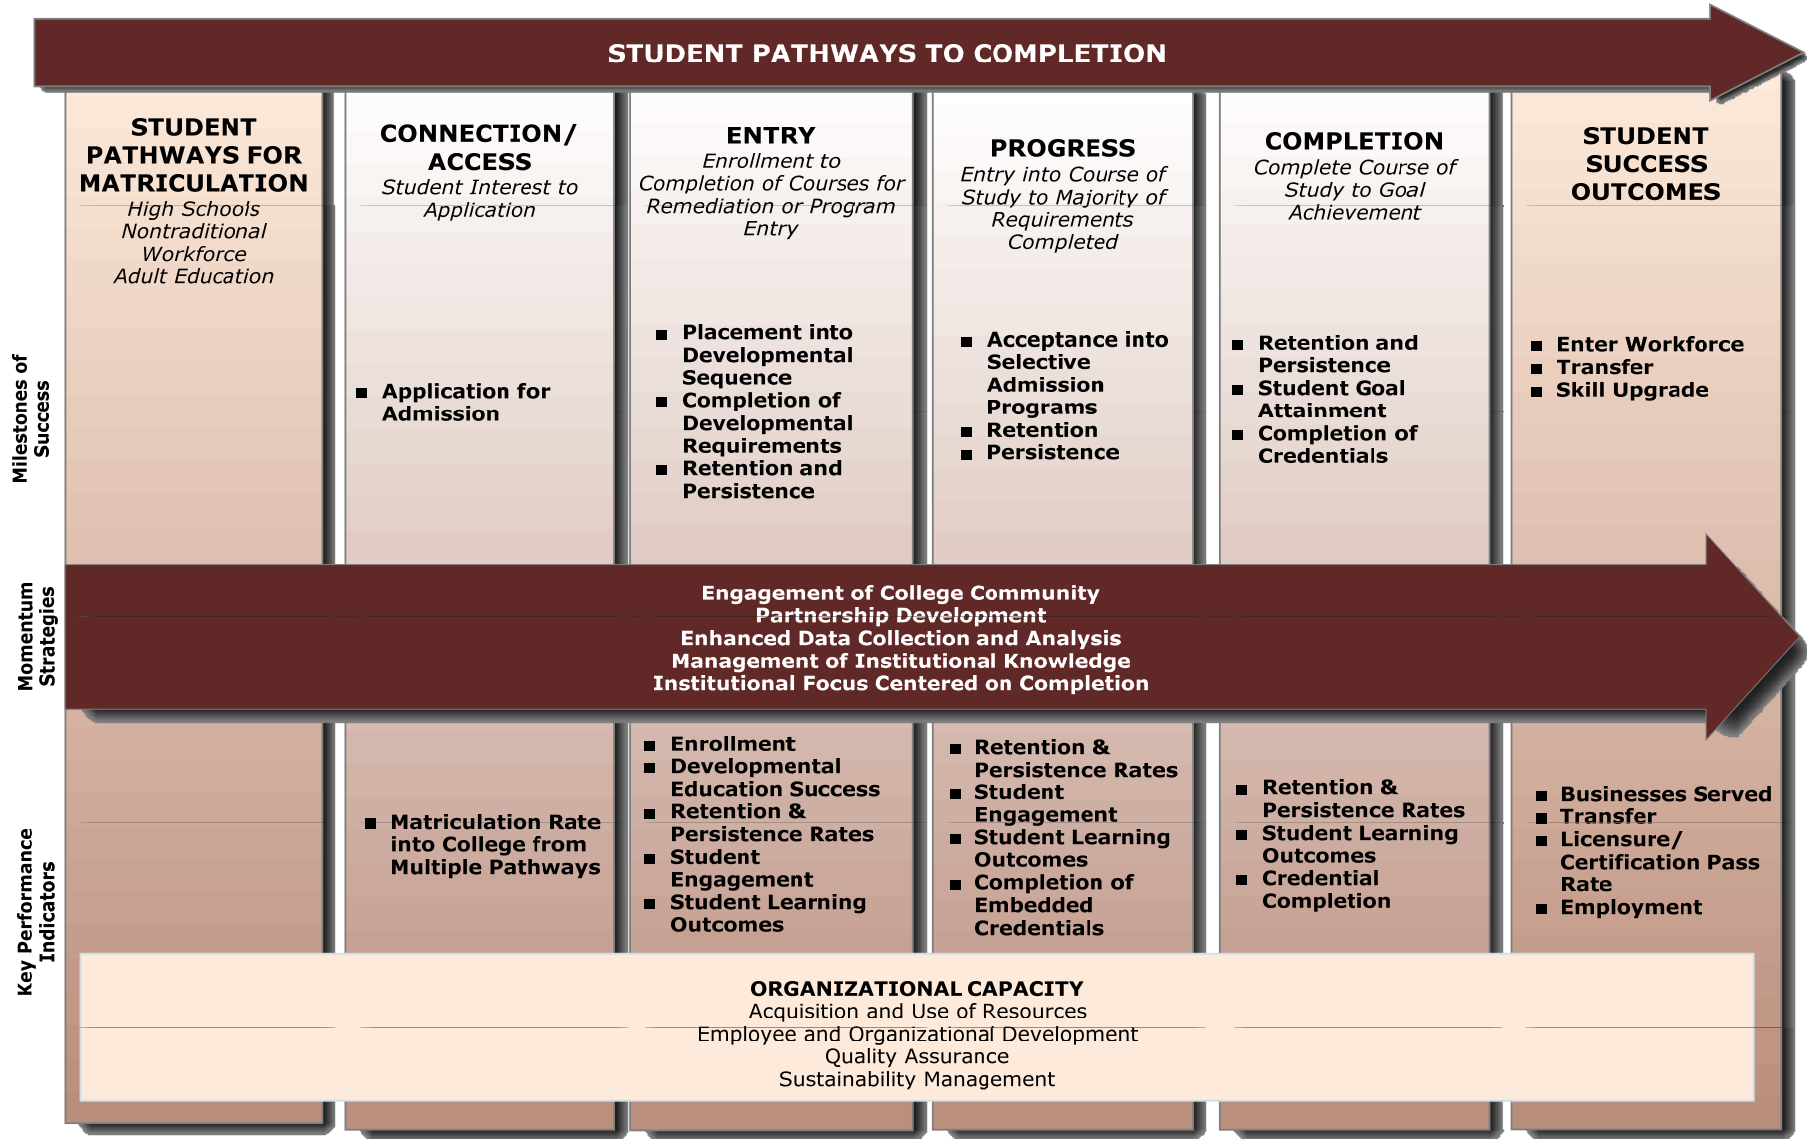 STUDENT PATHWAYS TO COMPLETION
STUDENT
PATHWAYS FOR
MATRICULATION
High Schools
Nontraditional
Workforce
Adult Education
CONNECTION/
ACCESS
Student Interest to
Application
ENTRY
Enrollment to
Completion of Courses for
Remediation or Program
Entry
PROGRESS
Entry into Course of
Study to Majority of
Requirements
Completed
COMPLETION
Complete Course of
Study to Goal
Achievement
STUDENT
SUCCESS
OUTCOMES
Milestones of
Success
▪ Application for
Admission
▪ Placement into
Developmental
Sequence
▪ Completion of
Developmental
Requirements
▪ Retention and
Persistence
▪ Acceptance into
Selective
Admission
Programs
▪ Retention
▪ Persistence
▪ Retention and
Persistence
▪ Student Goal
Attainment
▪ Completion of
Credentials
▪ Enter Workforce
▪ Transfer
▪ Skill Upgrade
Momentum
Strategies
Engagement of College Community
Partnership Development
Enhanced Data Collection and Analysis
Management of Institutional Knowledge
Institutional Focus Centered on Completion
Key Performance
Indicators
▪ Matriculation Rate
into College from
Multiple Pathways
▪ Enrollment
▪ Developmental
Education Success
▪ Retention &
Persistence Rates
▪ Student
Engagement
▪ Student Learning
Outcomes
▪ Retention &
Persistence Rates
▪ Student
Engagement
▪ Student Learning
Outcomes
▪ Completion of
Embedded
Credentials
▪ Retention &
Persistence Rates
▪ Student Learning
Outcomes
▪ Credential
Completion
▪ Businesses Served
▪ Transfer
▪ Licensure/
Certification Pass
Rate
▪ Employment
ORGANIZATIONAL CAPACITY
Acquisition and Use of Resources
Employee and Organizational Development
Quality Assurance
Sustainability Management